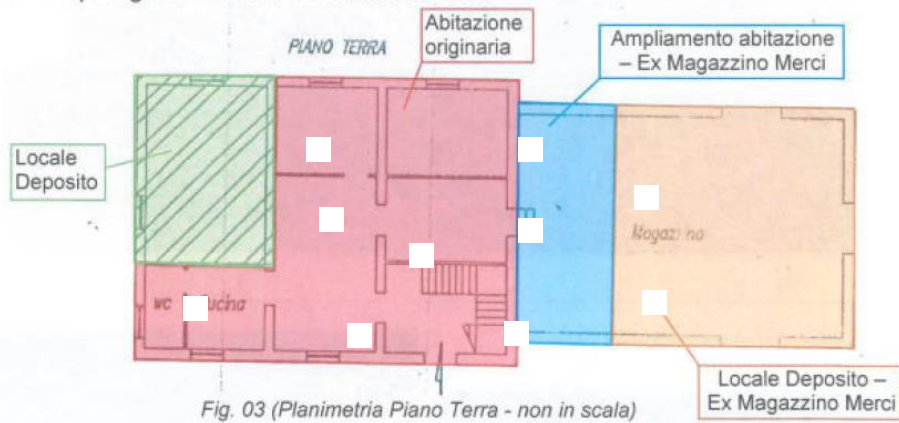 Abitazione
originaria
PIANO TERRA
Ampliamento abitazione
– Ex Magazzino Merci
Locale
Deposito
wc
Locale Deposito –
Ex Magazzino Merci
Fig. 03 (Planimetria Piano Terra - non in scala)